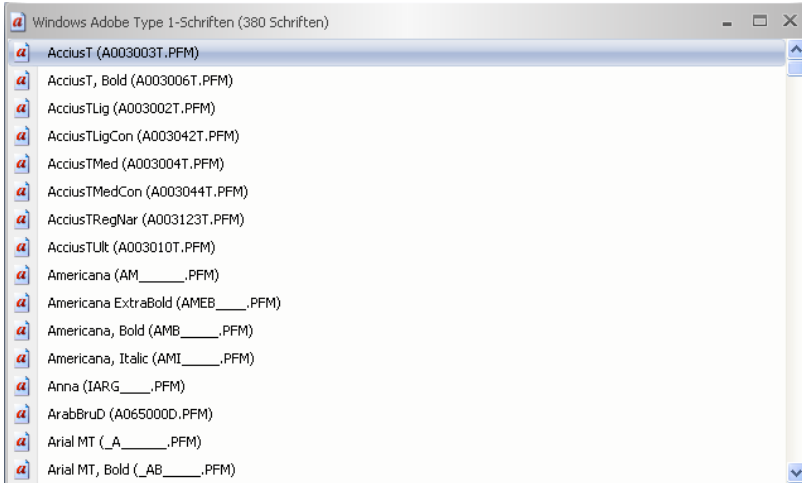 Windows Adobe Type 1-Schriften (380 Schriften)
AcciusT (A003003T.PFM)
AcciusT, Bold (A003006T.PFM)
AcciusTLig (A003002T.PFM)
AcciusTLigCon (A003042T.PFM)
AcciusTMed (A003004T.PFM)
AcciusTMedCon (A003044T.PFM)
AcciusTRegNar (A003123T.PFM)
AcciusTUlt (A003010T.PFM)
Americana (AM______.PFM)
Americana ExtraBold (AMEB____.PFM)
Americana, Bold (AMB_____.PFM)
Americana, Italic (AMI_____.PFM)
Anna (IARG____.PFM)
ArabBruD (A065000D.PFM)
Arial MT (_A______.PFM)
Arial MT, Bold (_AB_____.PFM)